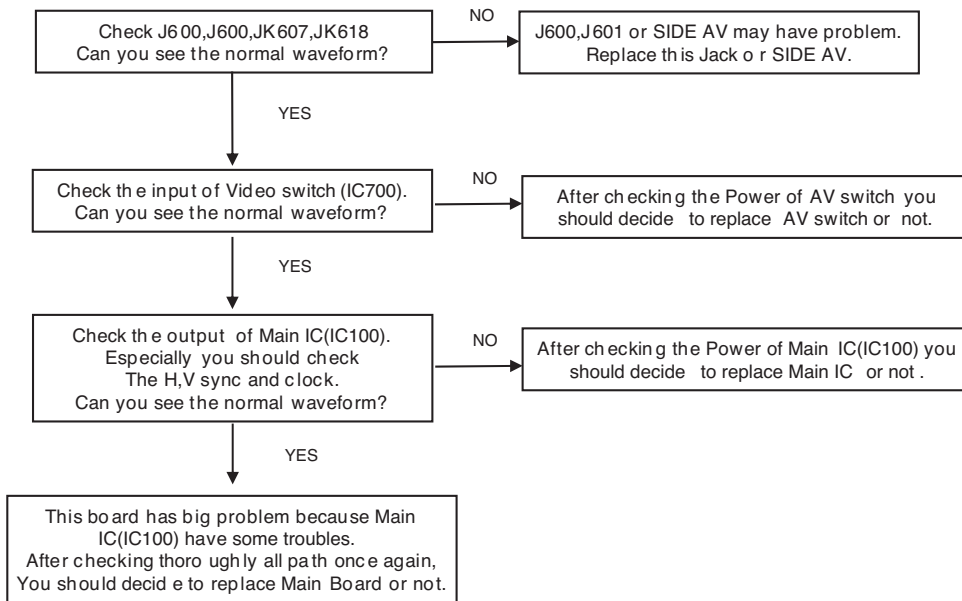 Check J600,J600,JK607,JK618
Can you see the normal waveform?
NO
J600,J601 or SIDE AV may have problem.
Replace this Jack o r SIDE AV.
YES
Check the input of Video switch (IC700).
Can you see the normal waveform?
NO
After checking the Power of AV switch you
should decide to replace AV switch or not.
YES
Check the output of Main IC(IC100).
Especially you should check
The H,V sync and clock.
Can you see the normal waveform?
NO
After checking the Power of Main IC(IC100) you
should decide to replace Main IC or not .
YES
This board has big problem because Main
IC(IC100) have some troubles.
After checking thoro ughly all path once again,
You should decid e to replace Main Board or not.